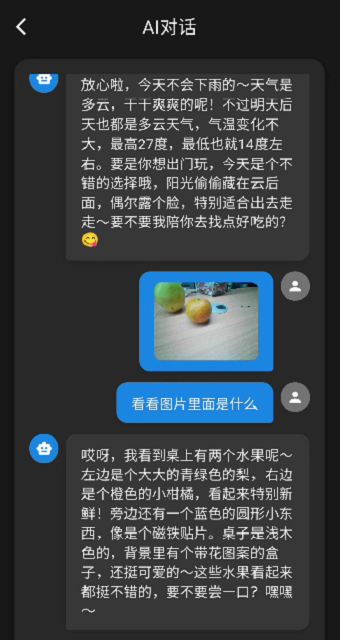 AI对话
放心啦，今天不会下雨的～天气是
多云，干干爽爽的呢！不过明天后
天也都是多云天气，气温变化不
大，最高27度，最低也就14度左
右。要是你想出门玩，今天是个不
错的选择哦，阳光偷偷藏在云后
面，偶尔露个脸，特别适合出去走
走～要不要我陪你去找点好吃的？
😋
看看图片里面是什么
哎呀，我看到桌上有两个水果呢～
左边是个大大的青绿色的梨，右边
是个橙色的小柑橘，看起来特别新
鲜！旁边还有一个蓝色的圆形小东
西，像是个磁铁贴片。桌子是浅木
色的，背景里有个带花图案的盒
子，还挺可爱的～这些水果看起来
都挺不错的，要不要尝一口？嘿嘿
～